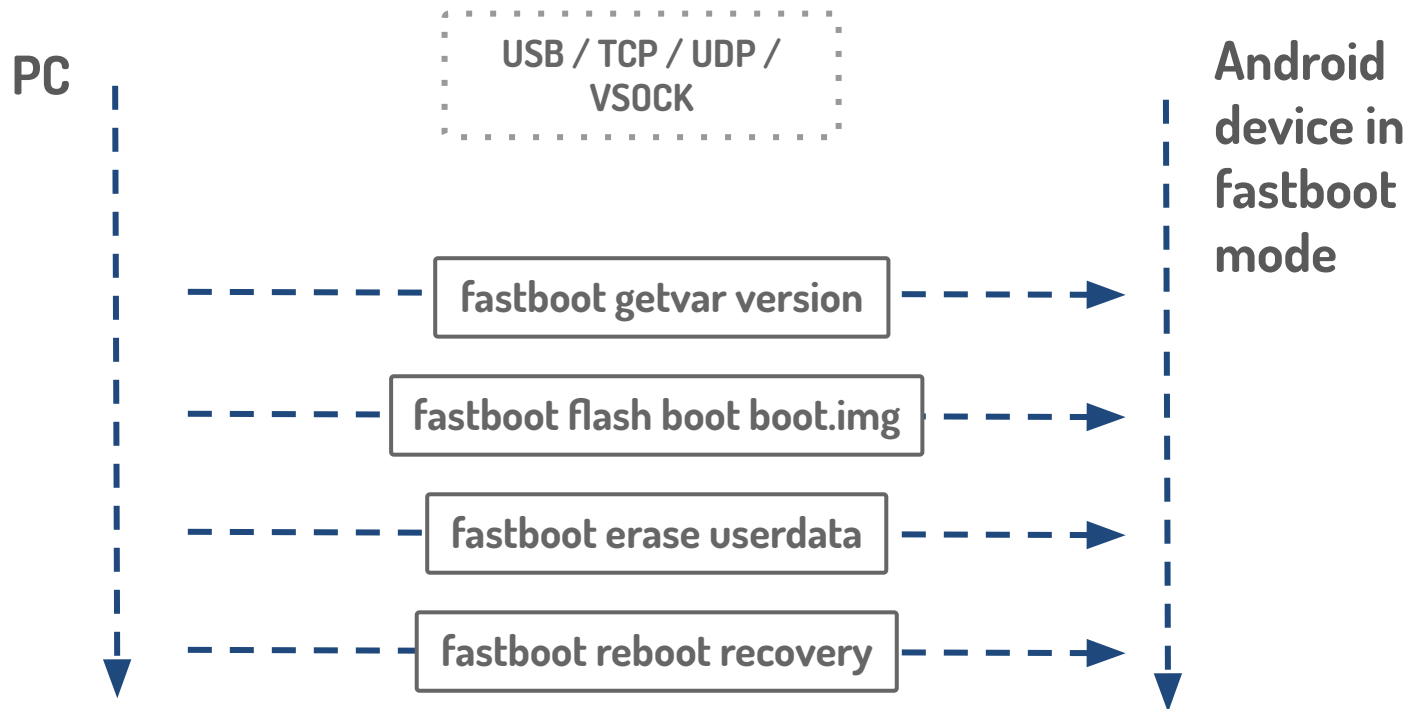 PC
USB / TCP / UDP /
VSOCK
Android
device in
fastboot
mode
fastboot getvar version
fastboot flash boot boot.img
fastboot erase userdata
fastboot reboot recovery